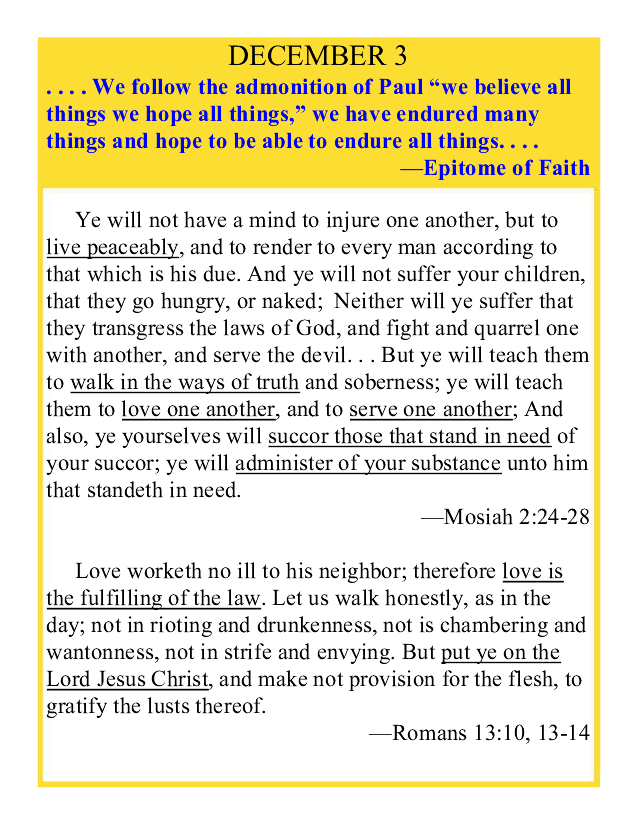 DECEMBER 3
. . . . We follow the admonition of Paul “we believe all
things we hope all things,” we have endured many
things and hope to be able to endure all things. . . .
—Epitome of Faith
Ye will not have a mind to injure one another, but to
live peaceably, and to render to every man according to
that which is his due. And ye will not suffer your children,
that they go hungry, or naked;  Neither will ye suffer that
they transgress the laws of God, and fight and quarrel one
with another, and serve the devil. . . But ye will teach them
to walk in the ways of truth and soberness; ye will teach
them to love one another, and to serve one another; And
also, ye yourselves will succor those that stand in need of
your succor; ye will administer of your substance unto him
that standeth in need.
—Mosiah 2:24-28
Love worketh no ill to his neighbor; therefore love is
the fulfilling of the law. Let us walk honestly, as in the
day; not in rioting and drunkenness, not is chambering and
wantonness, not in strife and envying. But put ye on the
Lord Jesus Christ, and make not provision for the flesh, to
gratify the lusts thereof.
—Romans 13:10, 13-14